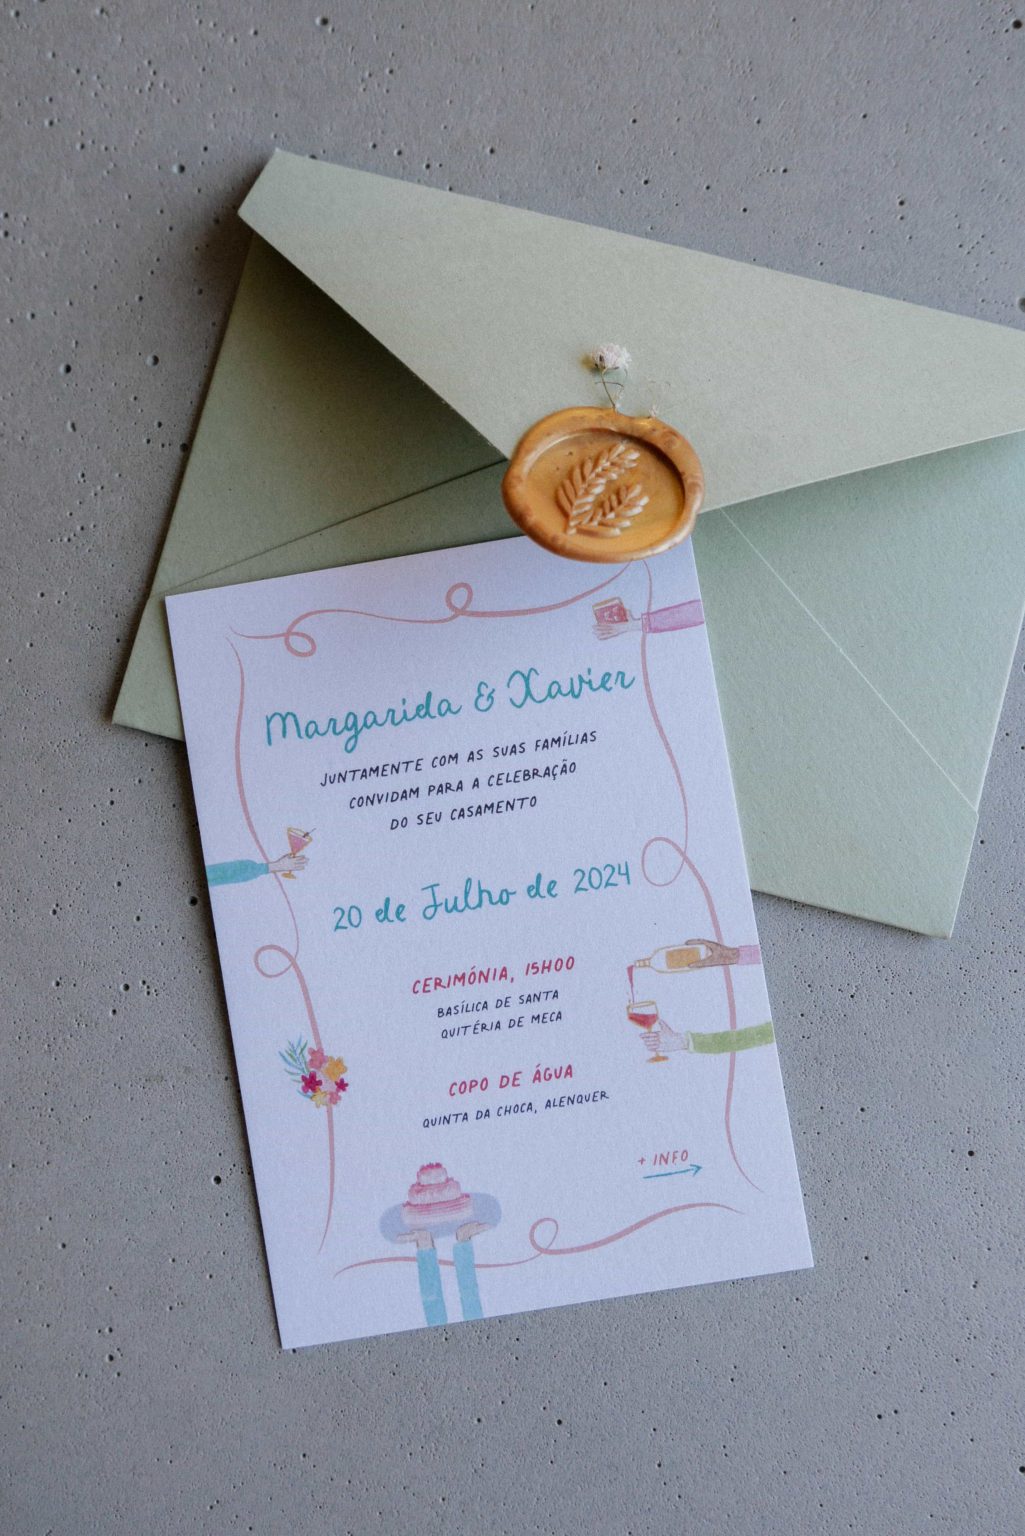 Margarida & Xavier
JUNTAMENTE COM AS SUAS FAMÍLIAS
CONVIDAM PARA A CELEBRAÇÃO
DO SEU CASAMENTO
20 de Julho de 2024
CERIMÓNIA, 15H00
BASÍLICA DE SANTA
QUITÉRIA DE MECA
COPO DE ÁGUA
QUINTA DA CHOCA, ALENQUER
+ INFO